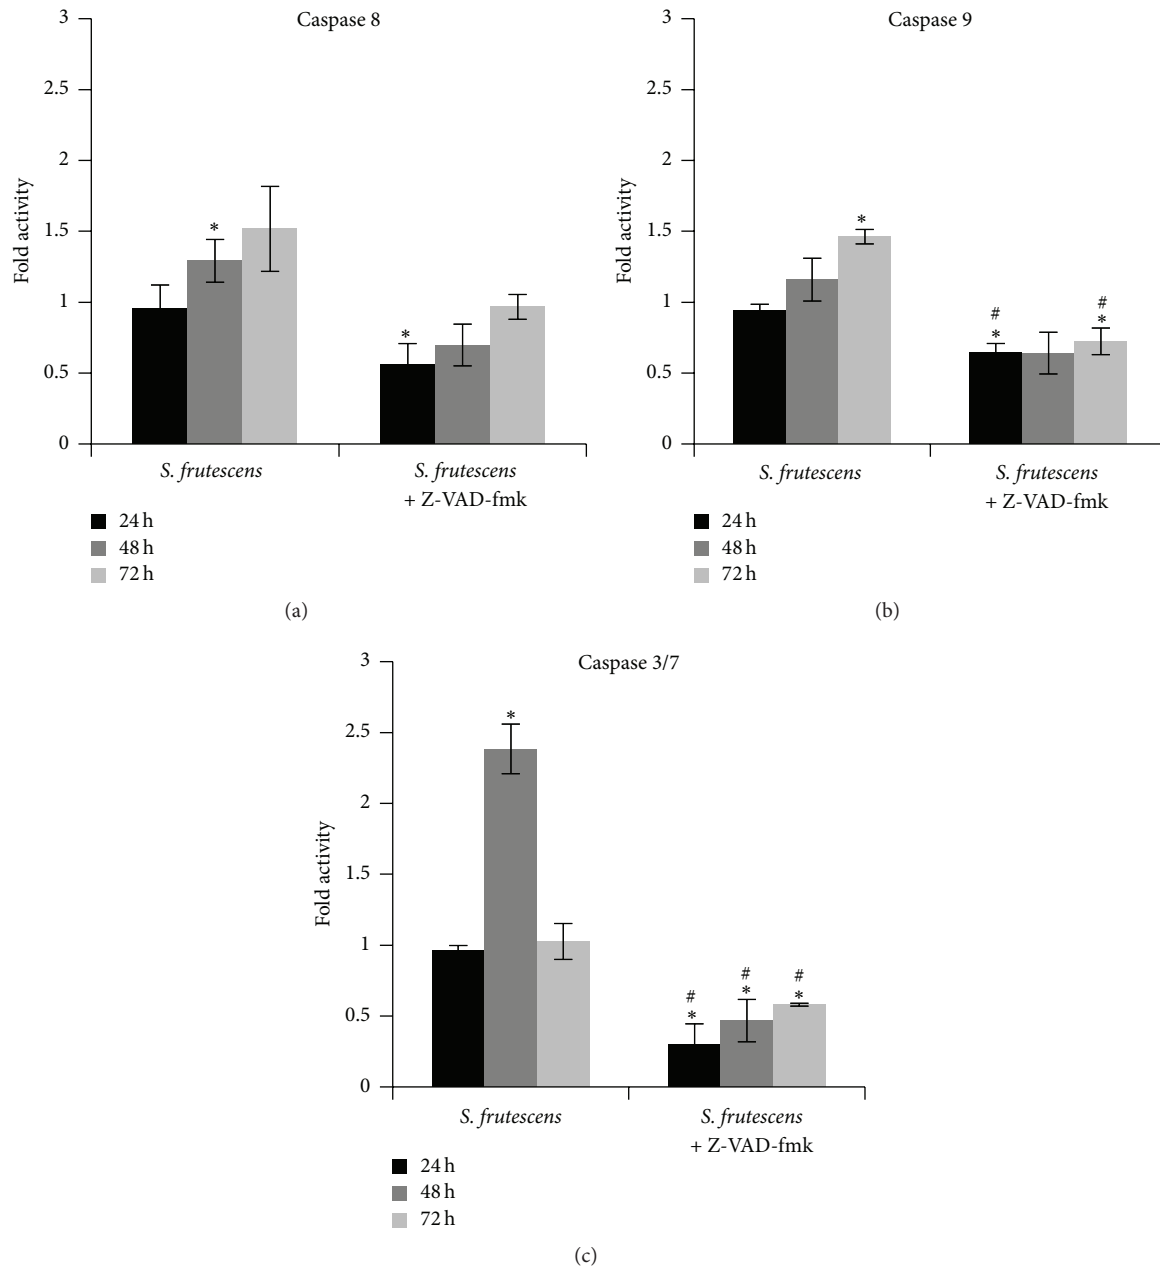 Caspase 8
3
2.5
2
1.5
1
0.5
0
Fold activity
*
*
S. frutescens
S. frutescens
+ Z-VAD-fmk
24 h
48 h
72 h
(a)
Caspase 9
3
2.5
2
1.5
1
0.5
0
Fold activity
*
#
*
#
*
S. frutescens
S. frutescens
+ Z-VAD-fmk
24 h
48 h
72 h
(b)
Caspase 3/7
3
2.5
2
1.5
1
0.5
0
Fold activity
*
#
*
#
*
#
*
S. frutescens
S. frutescens
+ Z-VAD-fmk
24 h
48 h
72 h
(c)